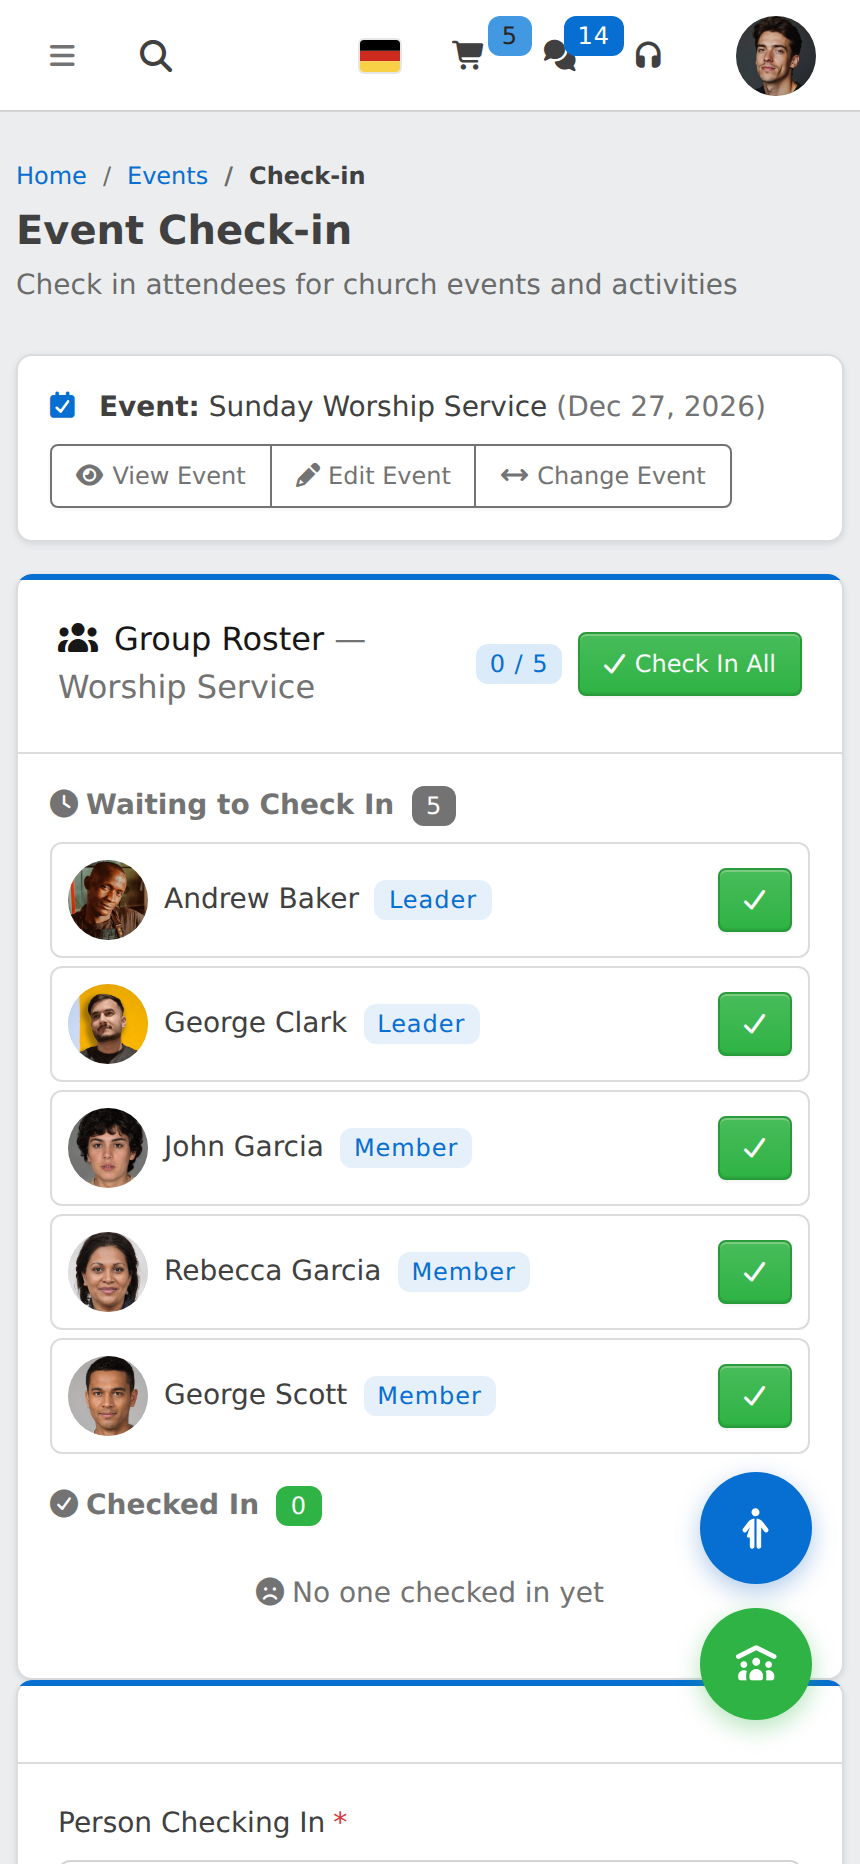 5
14
Home / Events / Check-in
Event Check-in
Check in attendees for church events and activities
Event: Sunday Worship Service (Dec 27, 2026)
View Event
Edit Event
Change Event
Group Roster —
Worship Service
0 / 5
Check In All
Waiting to Check In 5
Andrew Baker Leader
George Clark Leader
John Garcia Member
Rebecca Garcia Member
George Scott Member
Checked In 0
No one checked in yet
Person Checking In *